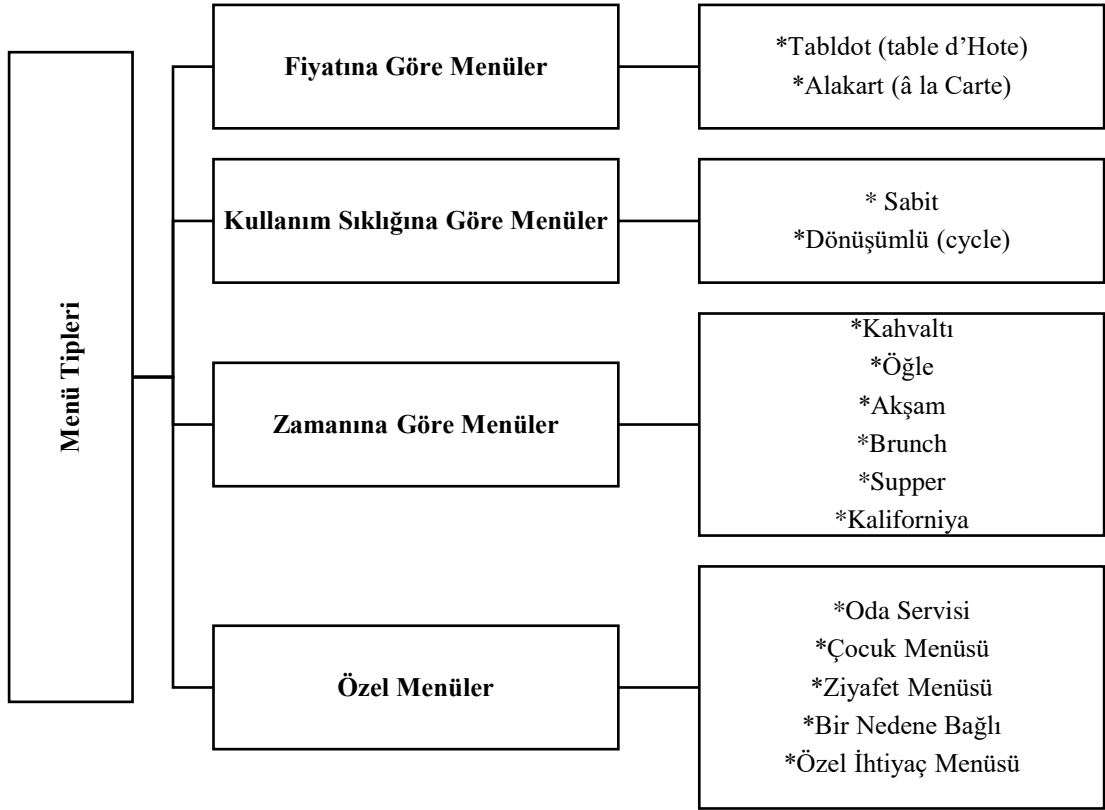 Menü Tipleri
Fiyatına Göre Menüler
*Tabldot (table d’Hote)
*Alakart (â la Carte)
Kullanım Sıklığına Göre Menüler
* Sabit
*Dönüşümlü (cycle)
Zamanına Göre Menüler
*Kahvaltı
*Öğle
*Akşam
*Brunch
*Supper
*Kaliforniya
Özel Menüler
*Oda Servisi
*Çocuk Menüsü
*Ziyafet Menüsü
*Bir Nedene Bağlı
*Özel İhtiyaç Menüsü